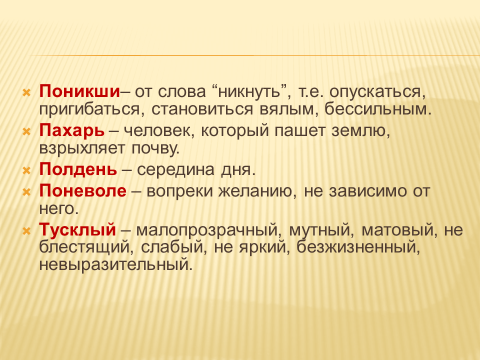 Поникши– от слова “никнуть”, т.е. опускаться,
пригибаться, становиться вялым, бессильным.
Пахарь – человек, который пашет землю,
взрыхляет почву.
Полдень – середина дня.
Поневоле – вопреки желанию, не зависимо от
него.
Тусклый – малопрозрачный, мутный, матовый, не
блестящий, слабый, не яркий, безжизненный,
невыразительный.